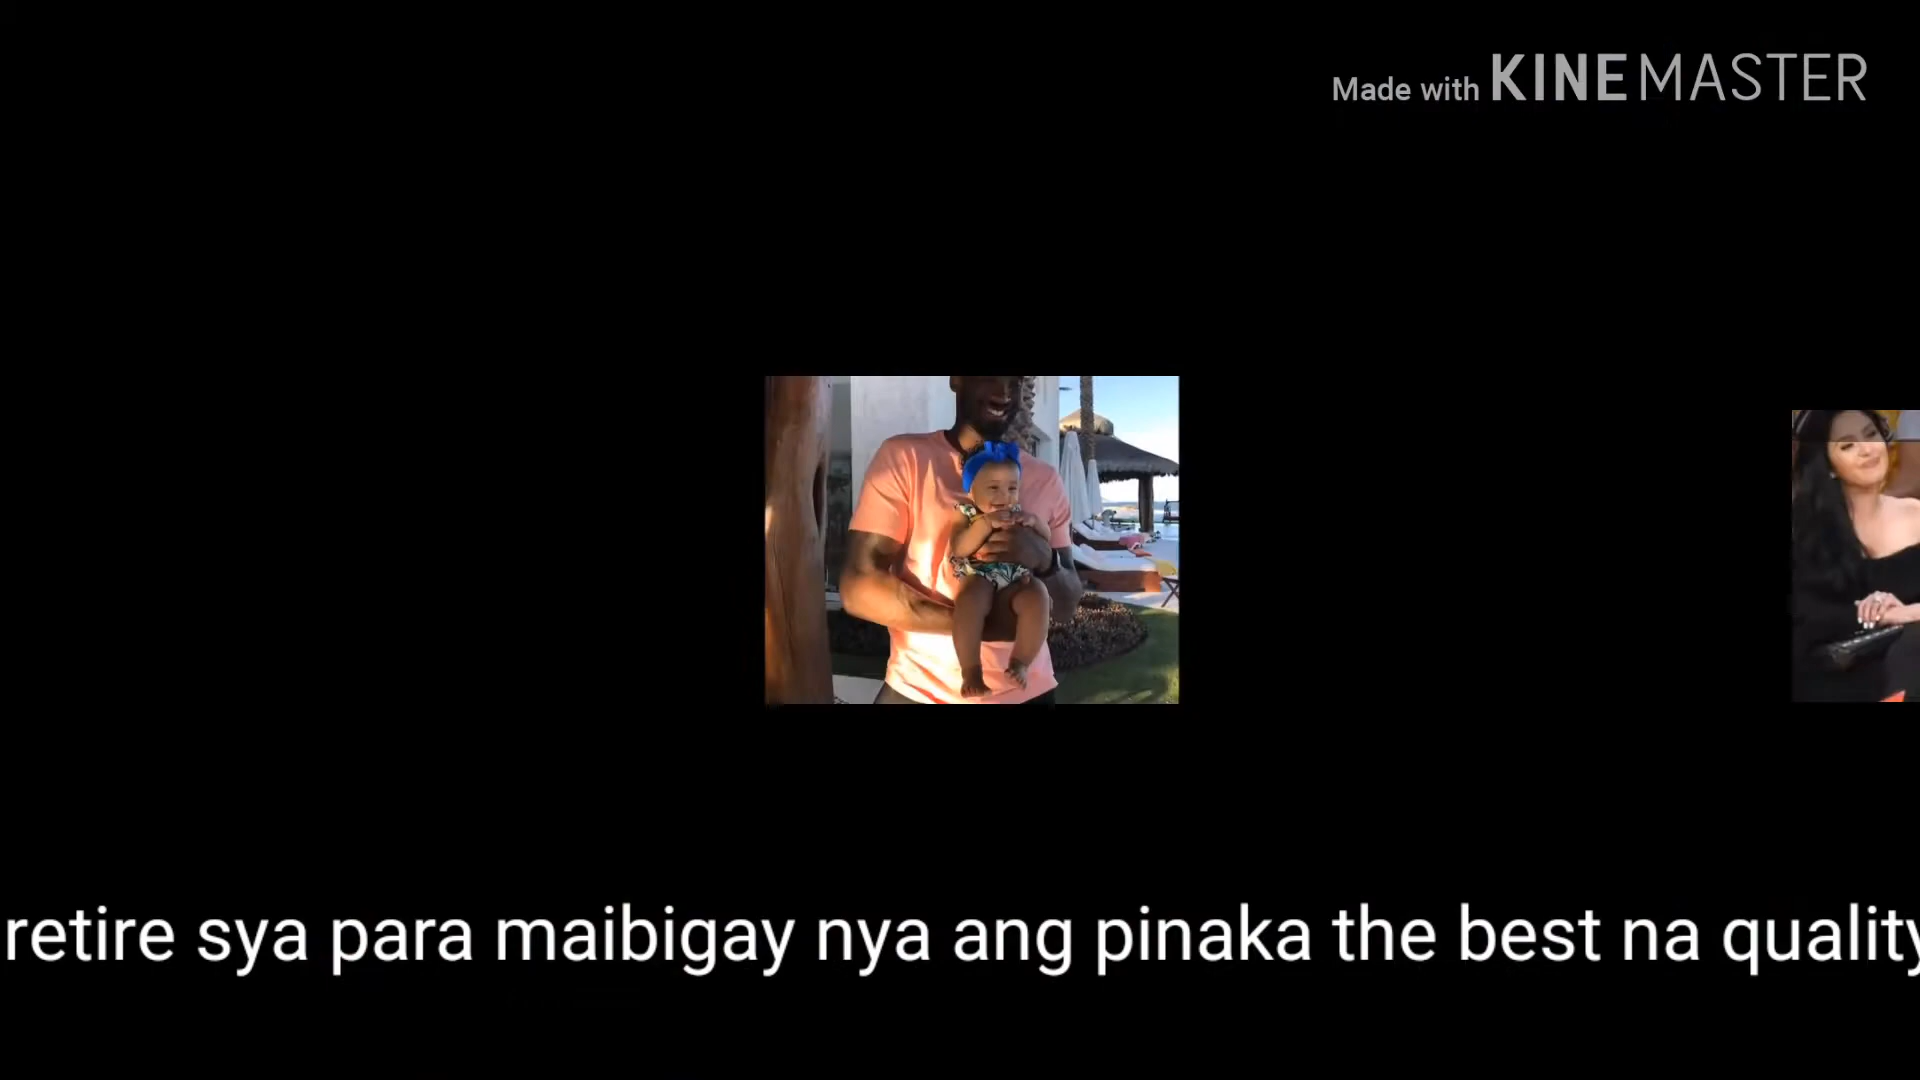 Made with KINEMASTER
retire sya para maibigay nya ang pinaka the best na quality